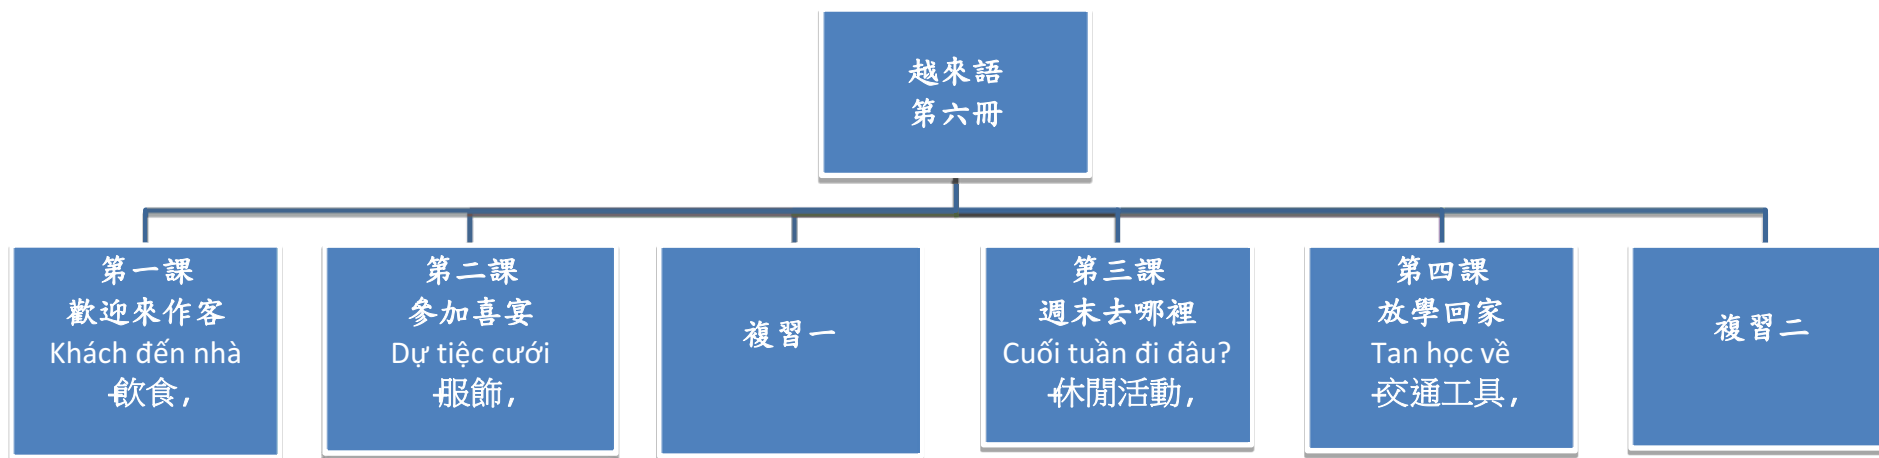 越來語
第六冊
第一課
歡迎來作客
Khách đến nhà
+飲食,
第二課
參加喜宴
Dự tiệc cưới
+服飾,
複習一
第三課
週末去哪裡
Cuối tuần đi đâu?
+休閒活動,
第四課
放學回家
Tan học về
+交通工具,
複習二